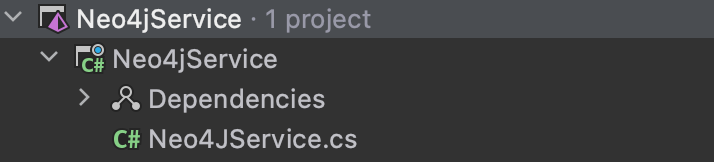 Neo4jService · 1 project
C# Neo4jService
Dependencies
C# Neo4JService.cs